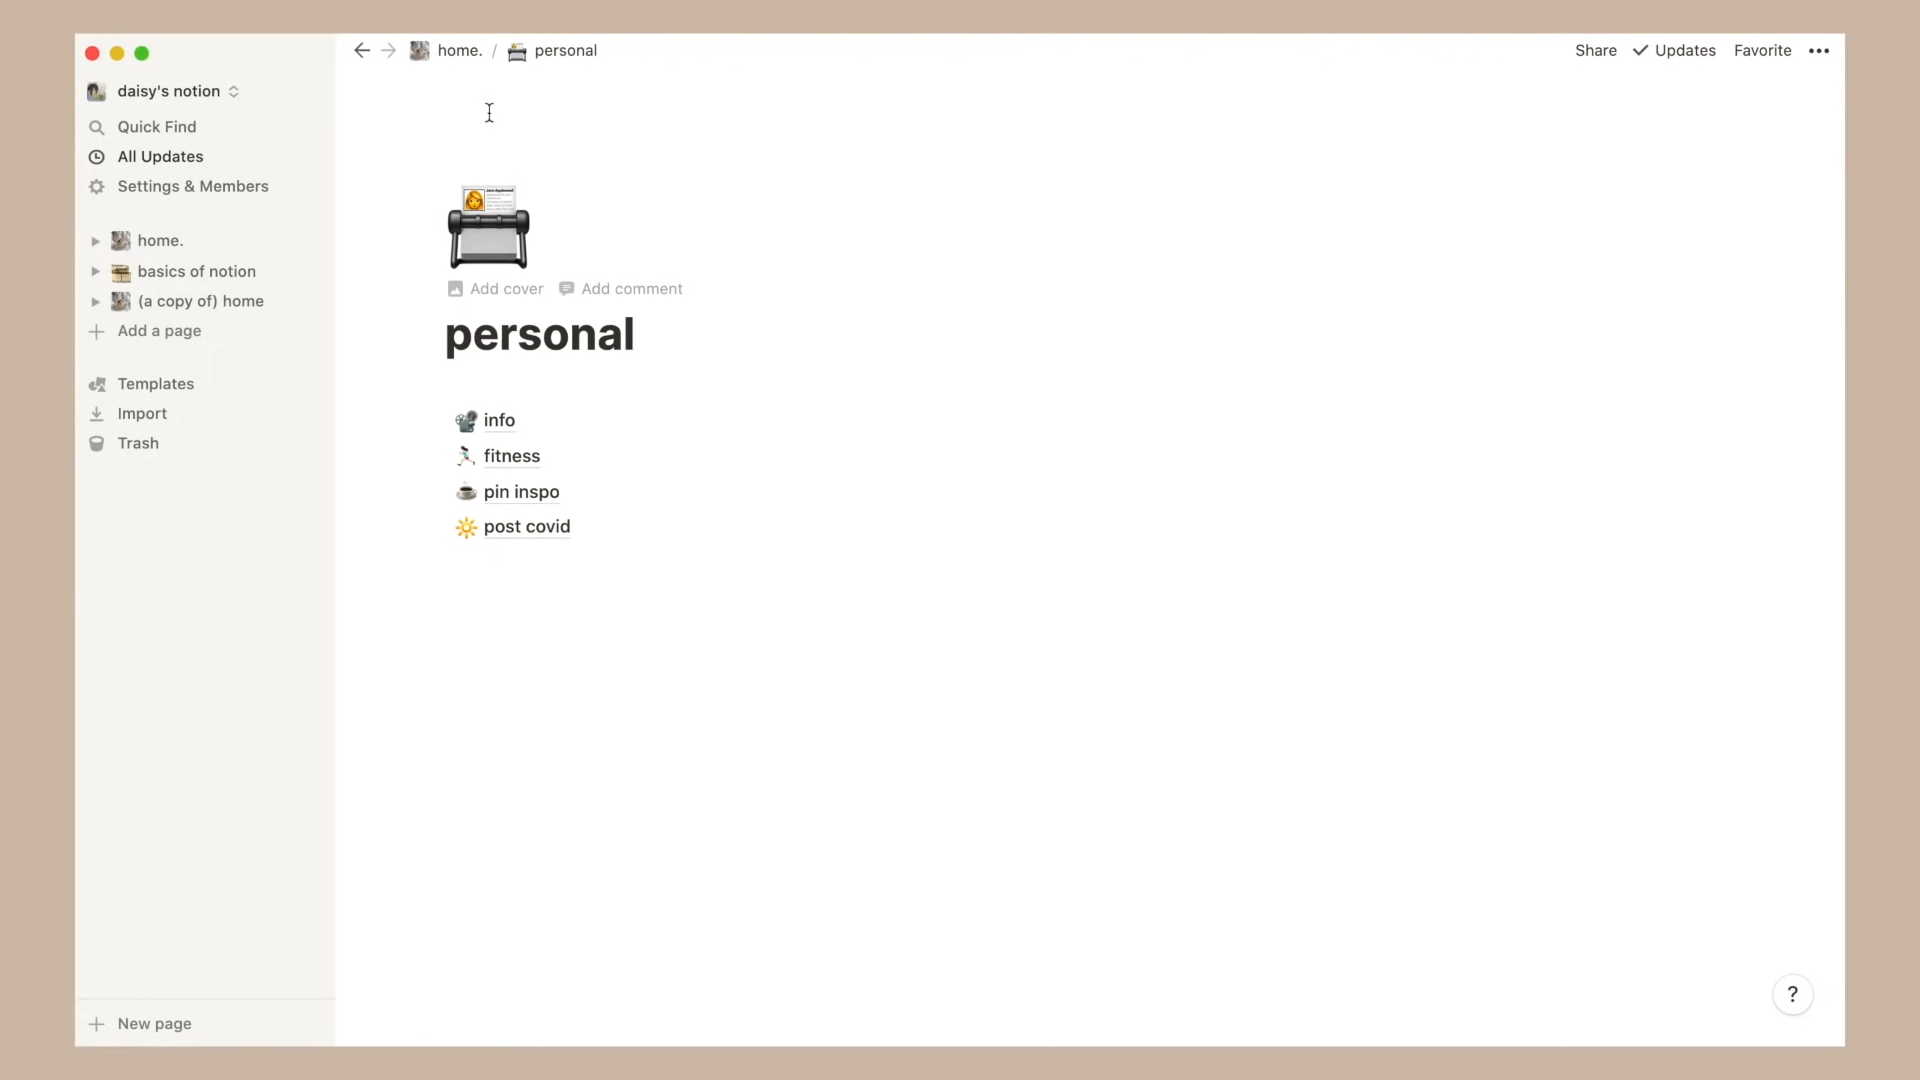 home. / personal
Share Updates Favorite
daisy's notion
Quick Find
All Updates
Settings & Members
home.
basics of notion
(a copy of) home
Add a page
Templates
Import
Trash
New page
Add cover Add comment
personal
info
fitness
pin inspo
post covid
?